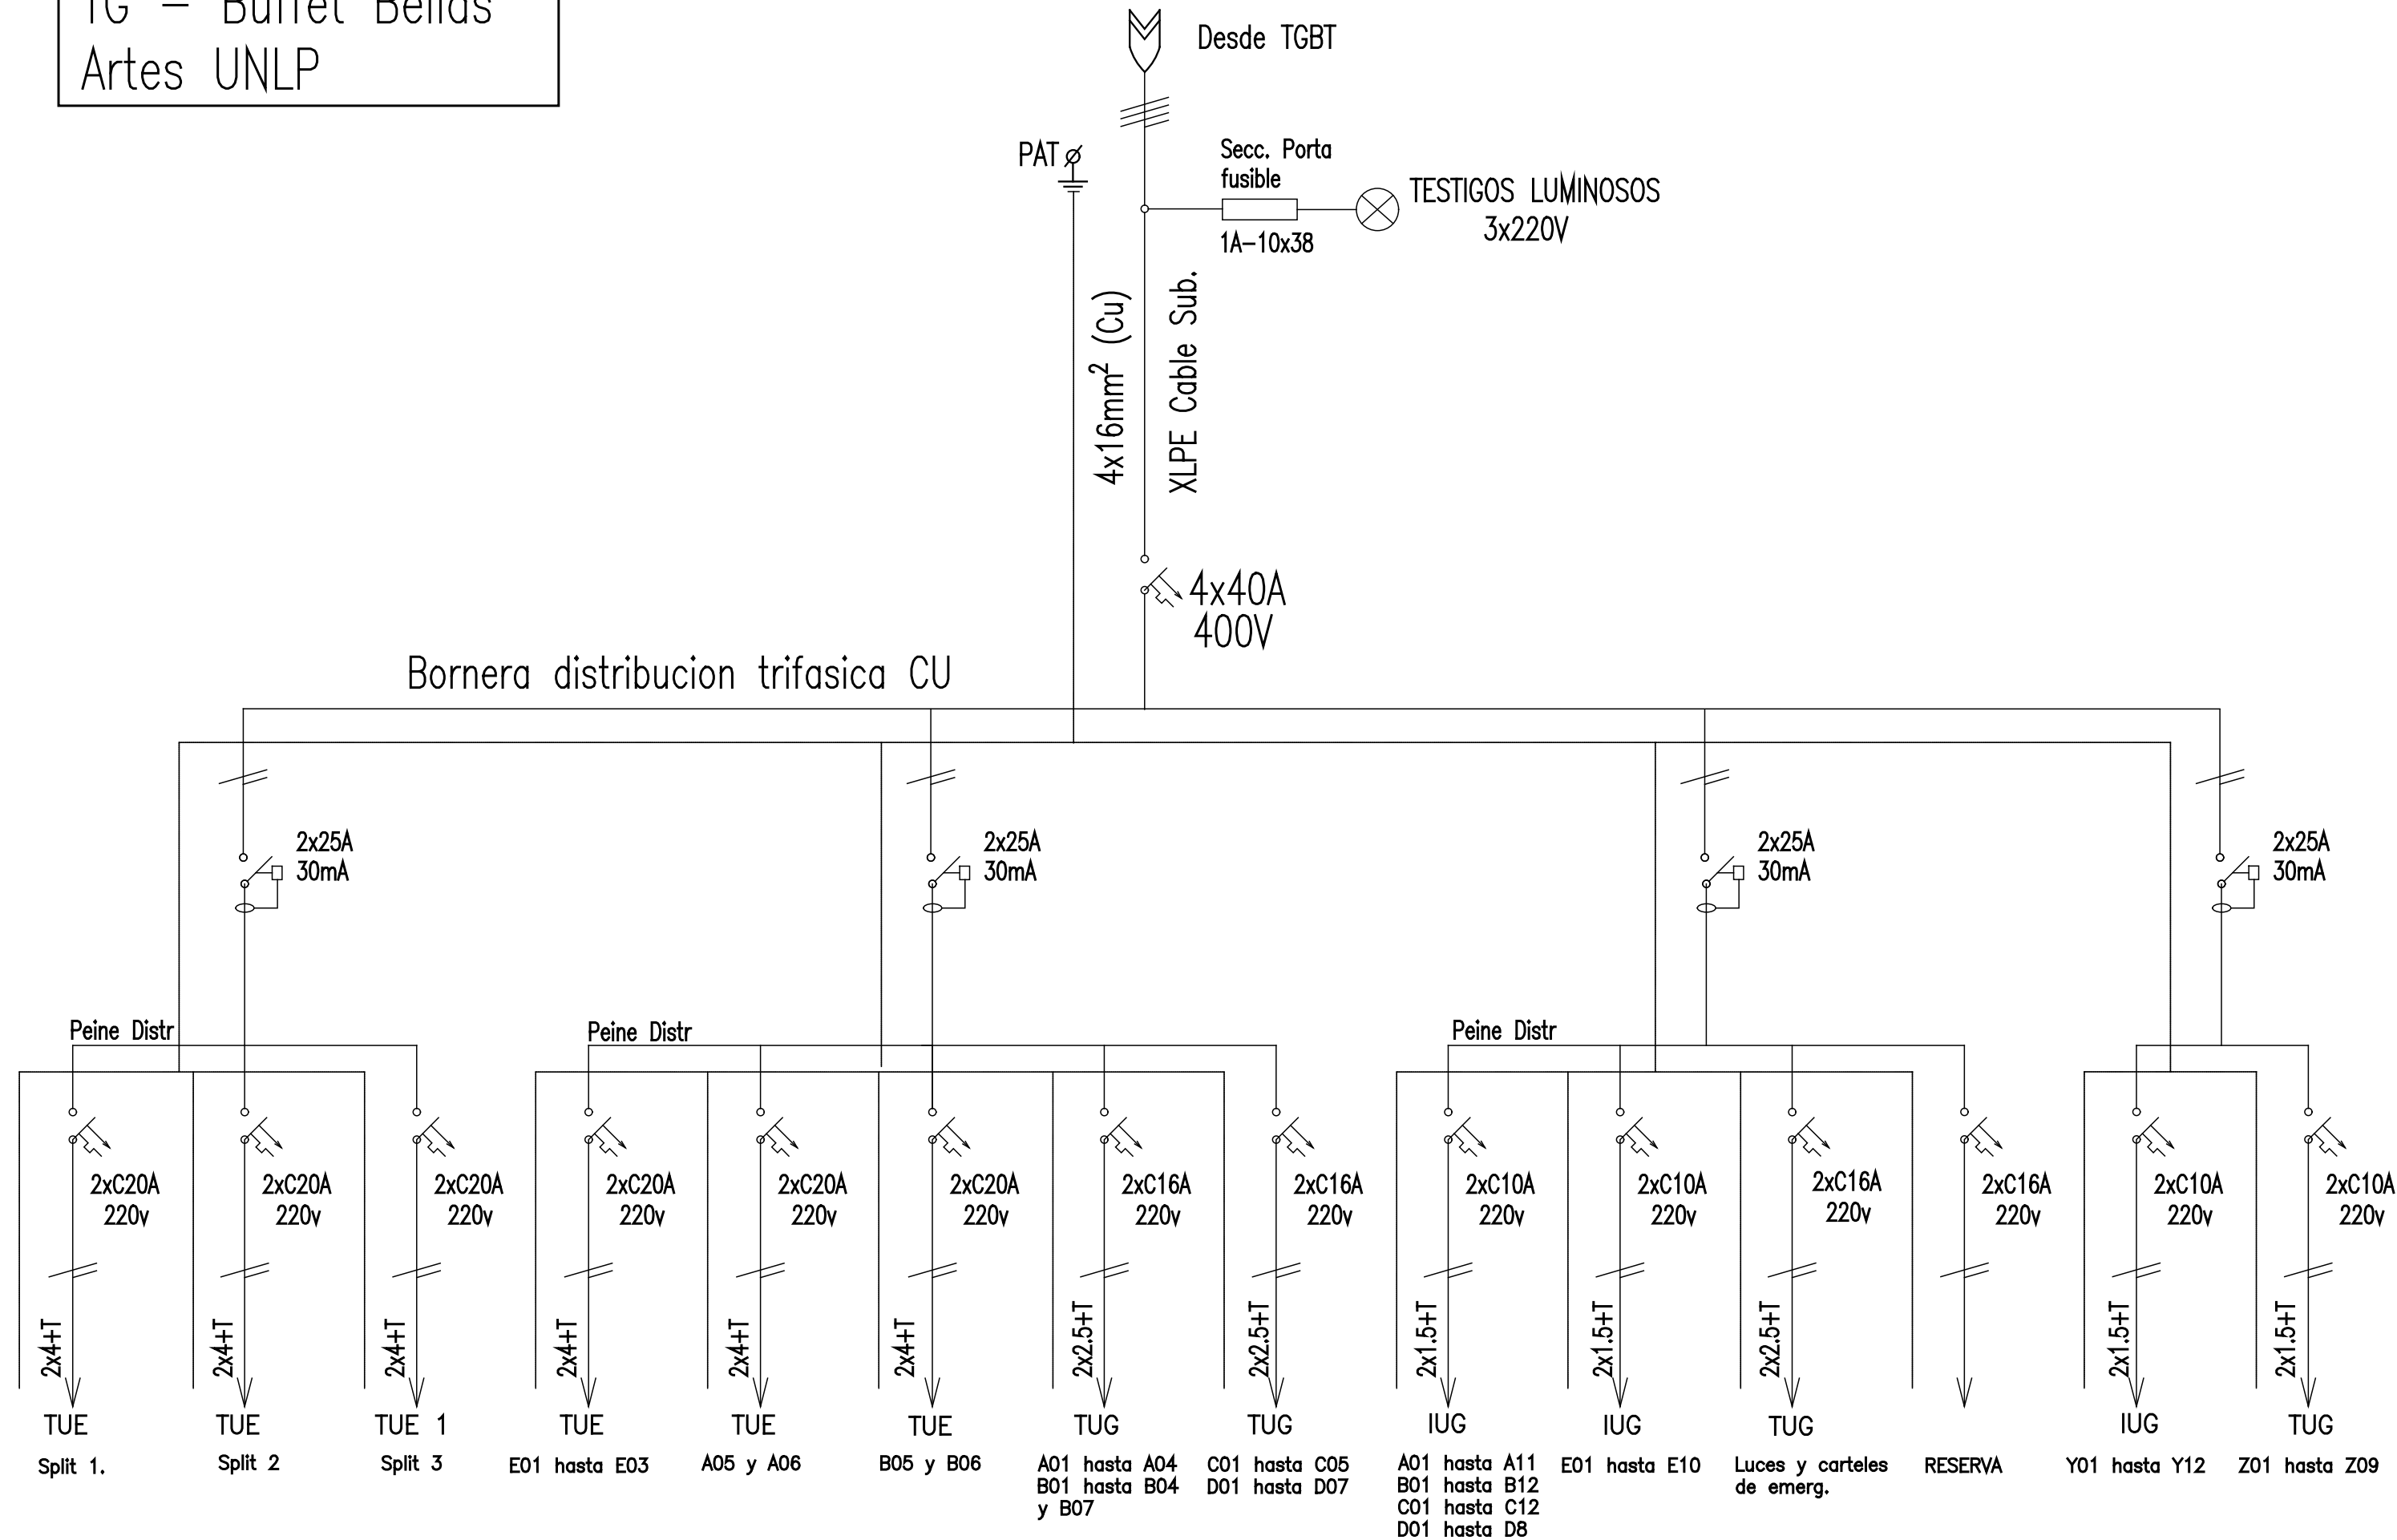 TG - Buffet Bellas
Artes UNLP
Desde TGBT
PAT
Secc. Porta
fusible
1A-10x38
TESTIGOS LUMINOSOS
3x220V
4x16mm² (Cu)
XLPE Cable Sub.
4x40A
400V
Bornera distribucion trifasica CU
2x25A
30mA
2x25A
30mA
2x25A
30mA
2x25A
30mA
Peine Distr
Peine Distr
Peine Distr
2xC20A
220v
2xC20A
220v
2xC20A
220v
2xC20A
220v
2xC20A
220v
2xC20A
220v
2xC16A
220v
2xC16A
220v
2xC10A
220v
2xC10A
220v
2xC16A
220v
2xC16A
220v
2xC10A
220v
2xC10A
220v
2x4+T
2x4+T
2x4+T
2x4+T
2x4+T
2x4+T
2x2.5+T
2x2.5+T
2x1.5+T
2x1.5+T
2x2.5+T
2x1.5+T
2x1.5+T
TUE
Split 1.
TUE
Split 2
TUE 1
Split 3
TUE
E01 hasta E03
TUE
A05 y A06
TUE
B05 y B06
TUG
A01 hasta A04
B01 hasta B04
y B07
TUG
C01 hasta C05
D01 hasta D07
IUG
A01 hasta A11
B01 hasta B12
C01 hasta C12
D01 hasta D8
IUG
E01 hasta E10
TUG
Luces y carteles
de emerg.
RESERVA
IUG
Y01 hasta Y12
TUG
Z01 hasta Z09